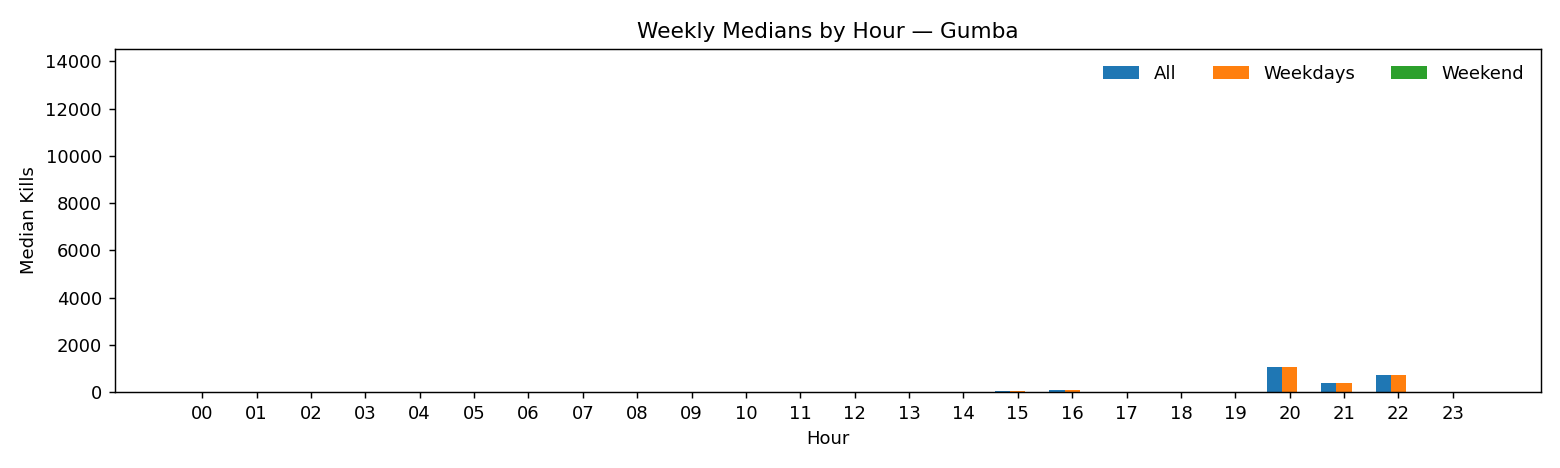 Weekly Medians by Hour — Gumba
All Weekdays Weekend
Median Kills
14000
12000
10000
8000
6000
4000
2000
0
00 01 02 03 04 05 06 07 08 09 10 11 12 13 14 15 16 17 18 19 20 21 22 23
Hour